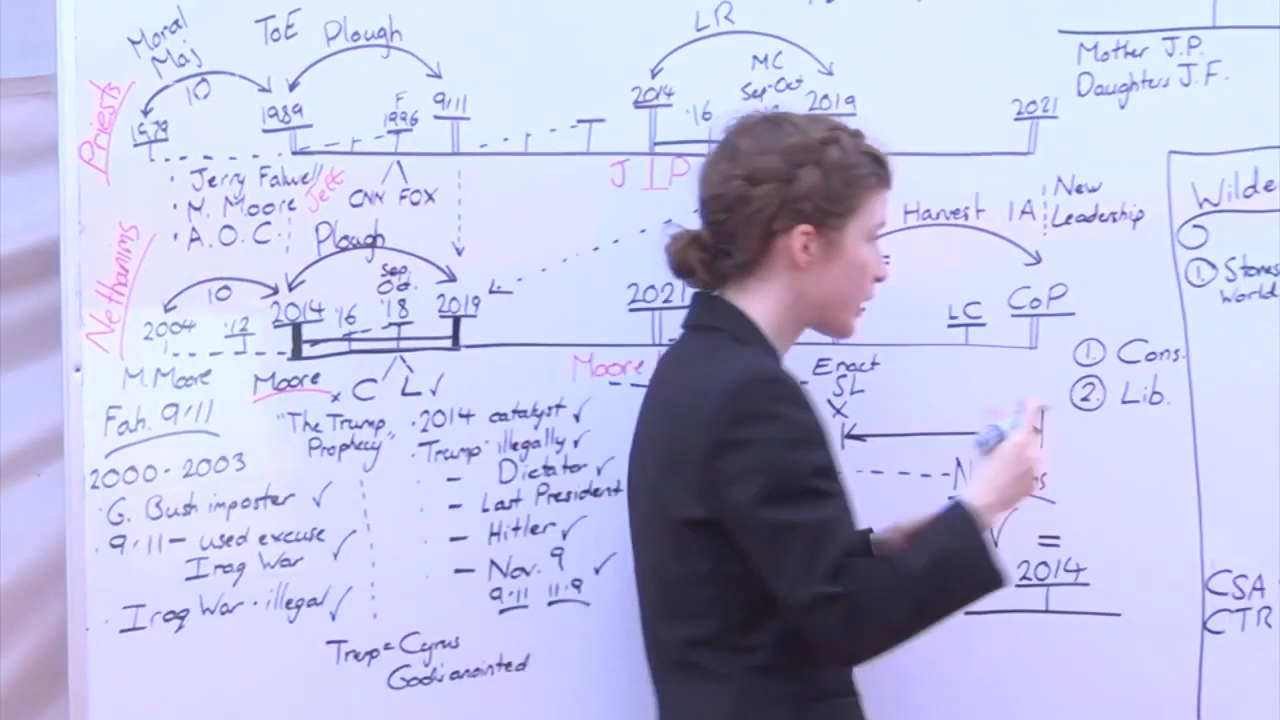 Moral
Maj
ToE
Plough
LR
10
MC
Sep-Oct
Priests
1979
1989
F
1996
9/11
2014
'16
2019
2021
Mother J.P.
Daughters J.F.
• Jerry Falwell
Jett
• M. Moore
• A.O.C.
CNN FOX
J P
Harvest 1A
New
Leadership
Wilde
① Stones
World
Nethanims
10
Plough
Sep
Oct.
2004
'12
2014
'16
'18
2019
2021
LC
CoP
M. Moore
Moore
x C L ✓
Moore
Enact
SL
X
① Cons.
② Lib.
Fah. 9/11
2000-2003
G. Bush imposter ✓
• 9/11 - used excuse
Iraq War ✓
Iraq War · illegal ✓
"The Trump
Prophecy"
• 2014 catalyst ✓
• Trump illegally ✓
- Dictator ✓
- Last President
- Hitler ✓
- Nov. 9 ✓
9·11 11·9
Trump = Cyrus
God's anointed
✓ =
2014
CSA
CTR